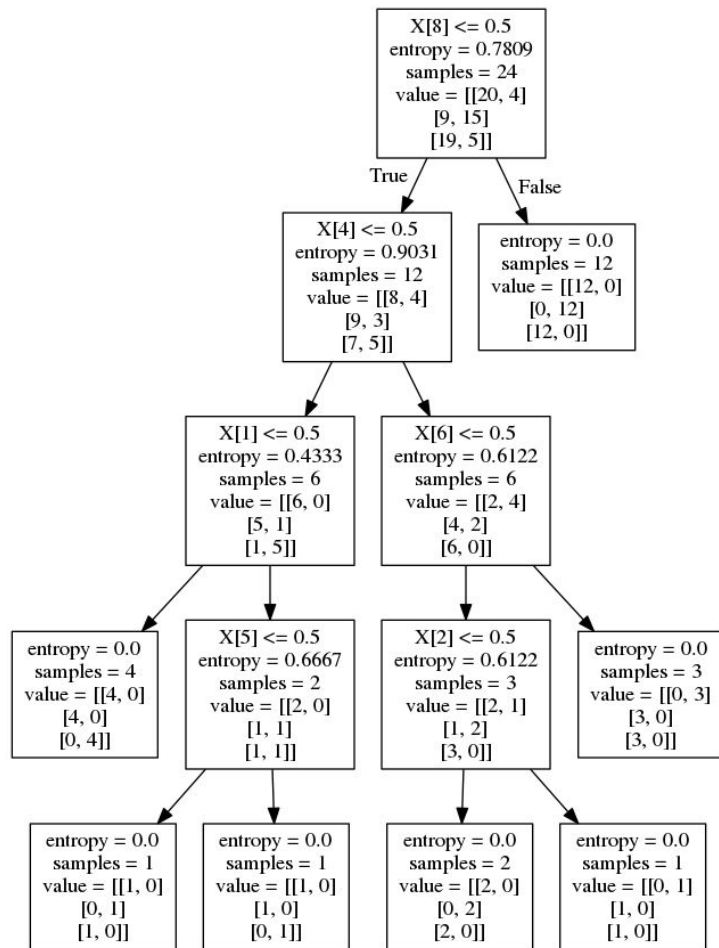 X[8] <= 0.5
entropy = 0.7809
samples = 24
value = [[20, 4]
[9, 15]
[19, 5]]
True
False
X[4] <= 0.5
entropy = 0.9031
samples = 12
value = [[8, 4]
[9, 3]
[7, 5]]
entropy = 0.0
samples = 12
value = [[12, 0]
[0, 12]
[12, 0]]
X[1] <= 0.5
entropy = 0.4333
samples = 6
value = [[6, 0]
[5, 1]
[1, 5]]
X[6] <= 0.5
entropy = 0.6122
samples = 6
value = [[2, 4]
[4, 2]
[6, 0]]
entropy = 0.0
samples = 4
value = [[4, 0]
[4, 0]
[0, 4]]
X[5] <= 0.5
entropy = 0.6667
samples = 2
value = [[2, 0]
[1, 1]
[1, 1]]
X[2] <= 0.5
entropy = 0.6122
samples = 3
value = [[2, 1]
[1, 2]
[3, 0]]
entropy = 0.0
samples = 3
value = [[0, 3]
[3, 0]
[3, 0]]
entropy = 0.0
samples = 1
value = [[1, 0]
[0, 1]
[1, 0]]
entropy = 0.0
samples = 1
value = [[1, 0]
[1, 0]
[0, 1]]
entropy = 0.0
samples = 2
value = [[2, 0]
[0, 2]
[2, 0]]
entropy = 0.0
samples = 1
value = [[0, 1]
[1, 0]
[1, 0]]